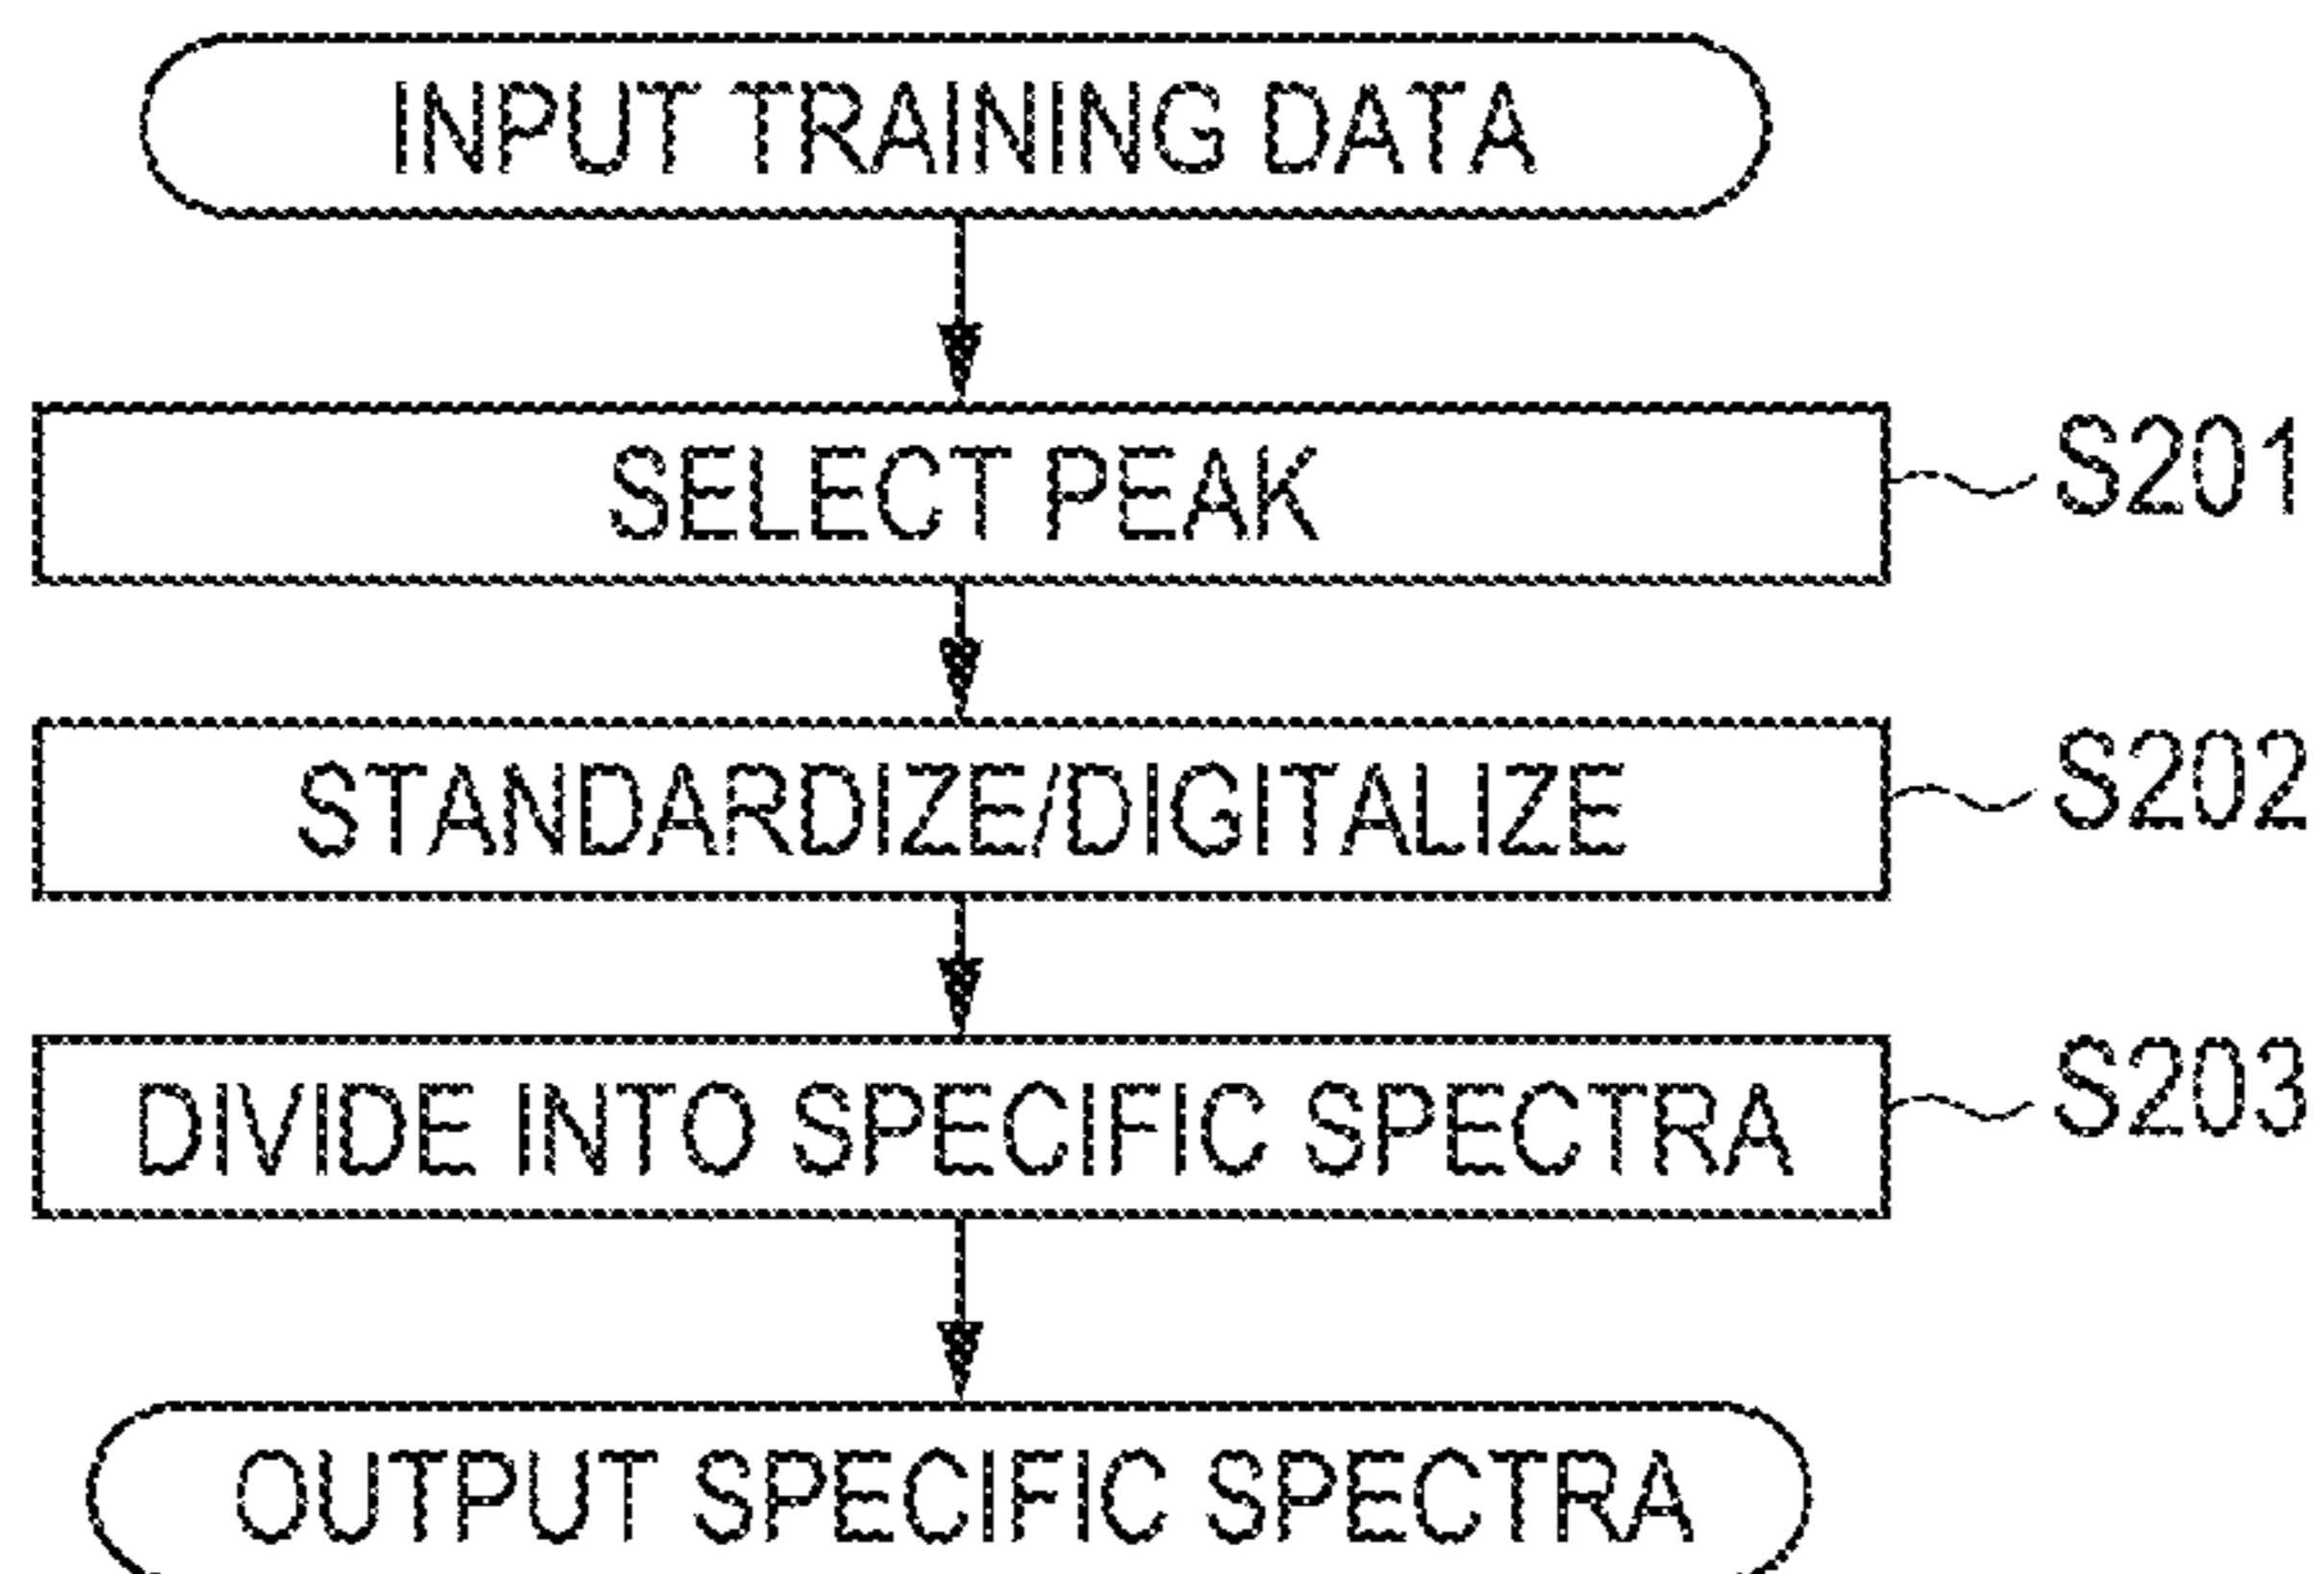 INPUT TRAINING DATA
SELECT PEAK
S201
STANDARDIZE/DIGITALIZE
S202
DIVIDE INTO SPECIFIC SPECTRA
S203
OUTPUT SPECIFIC SPECTRA